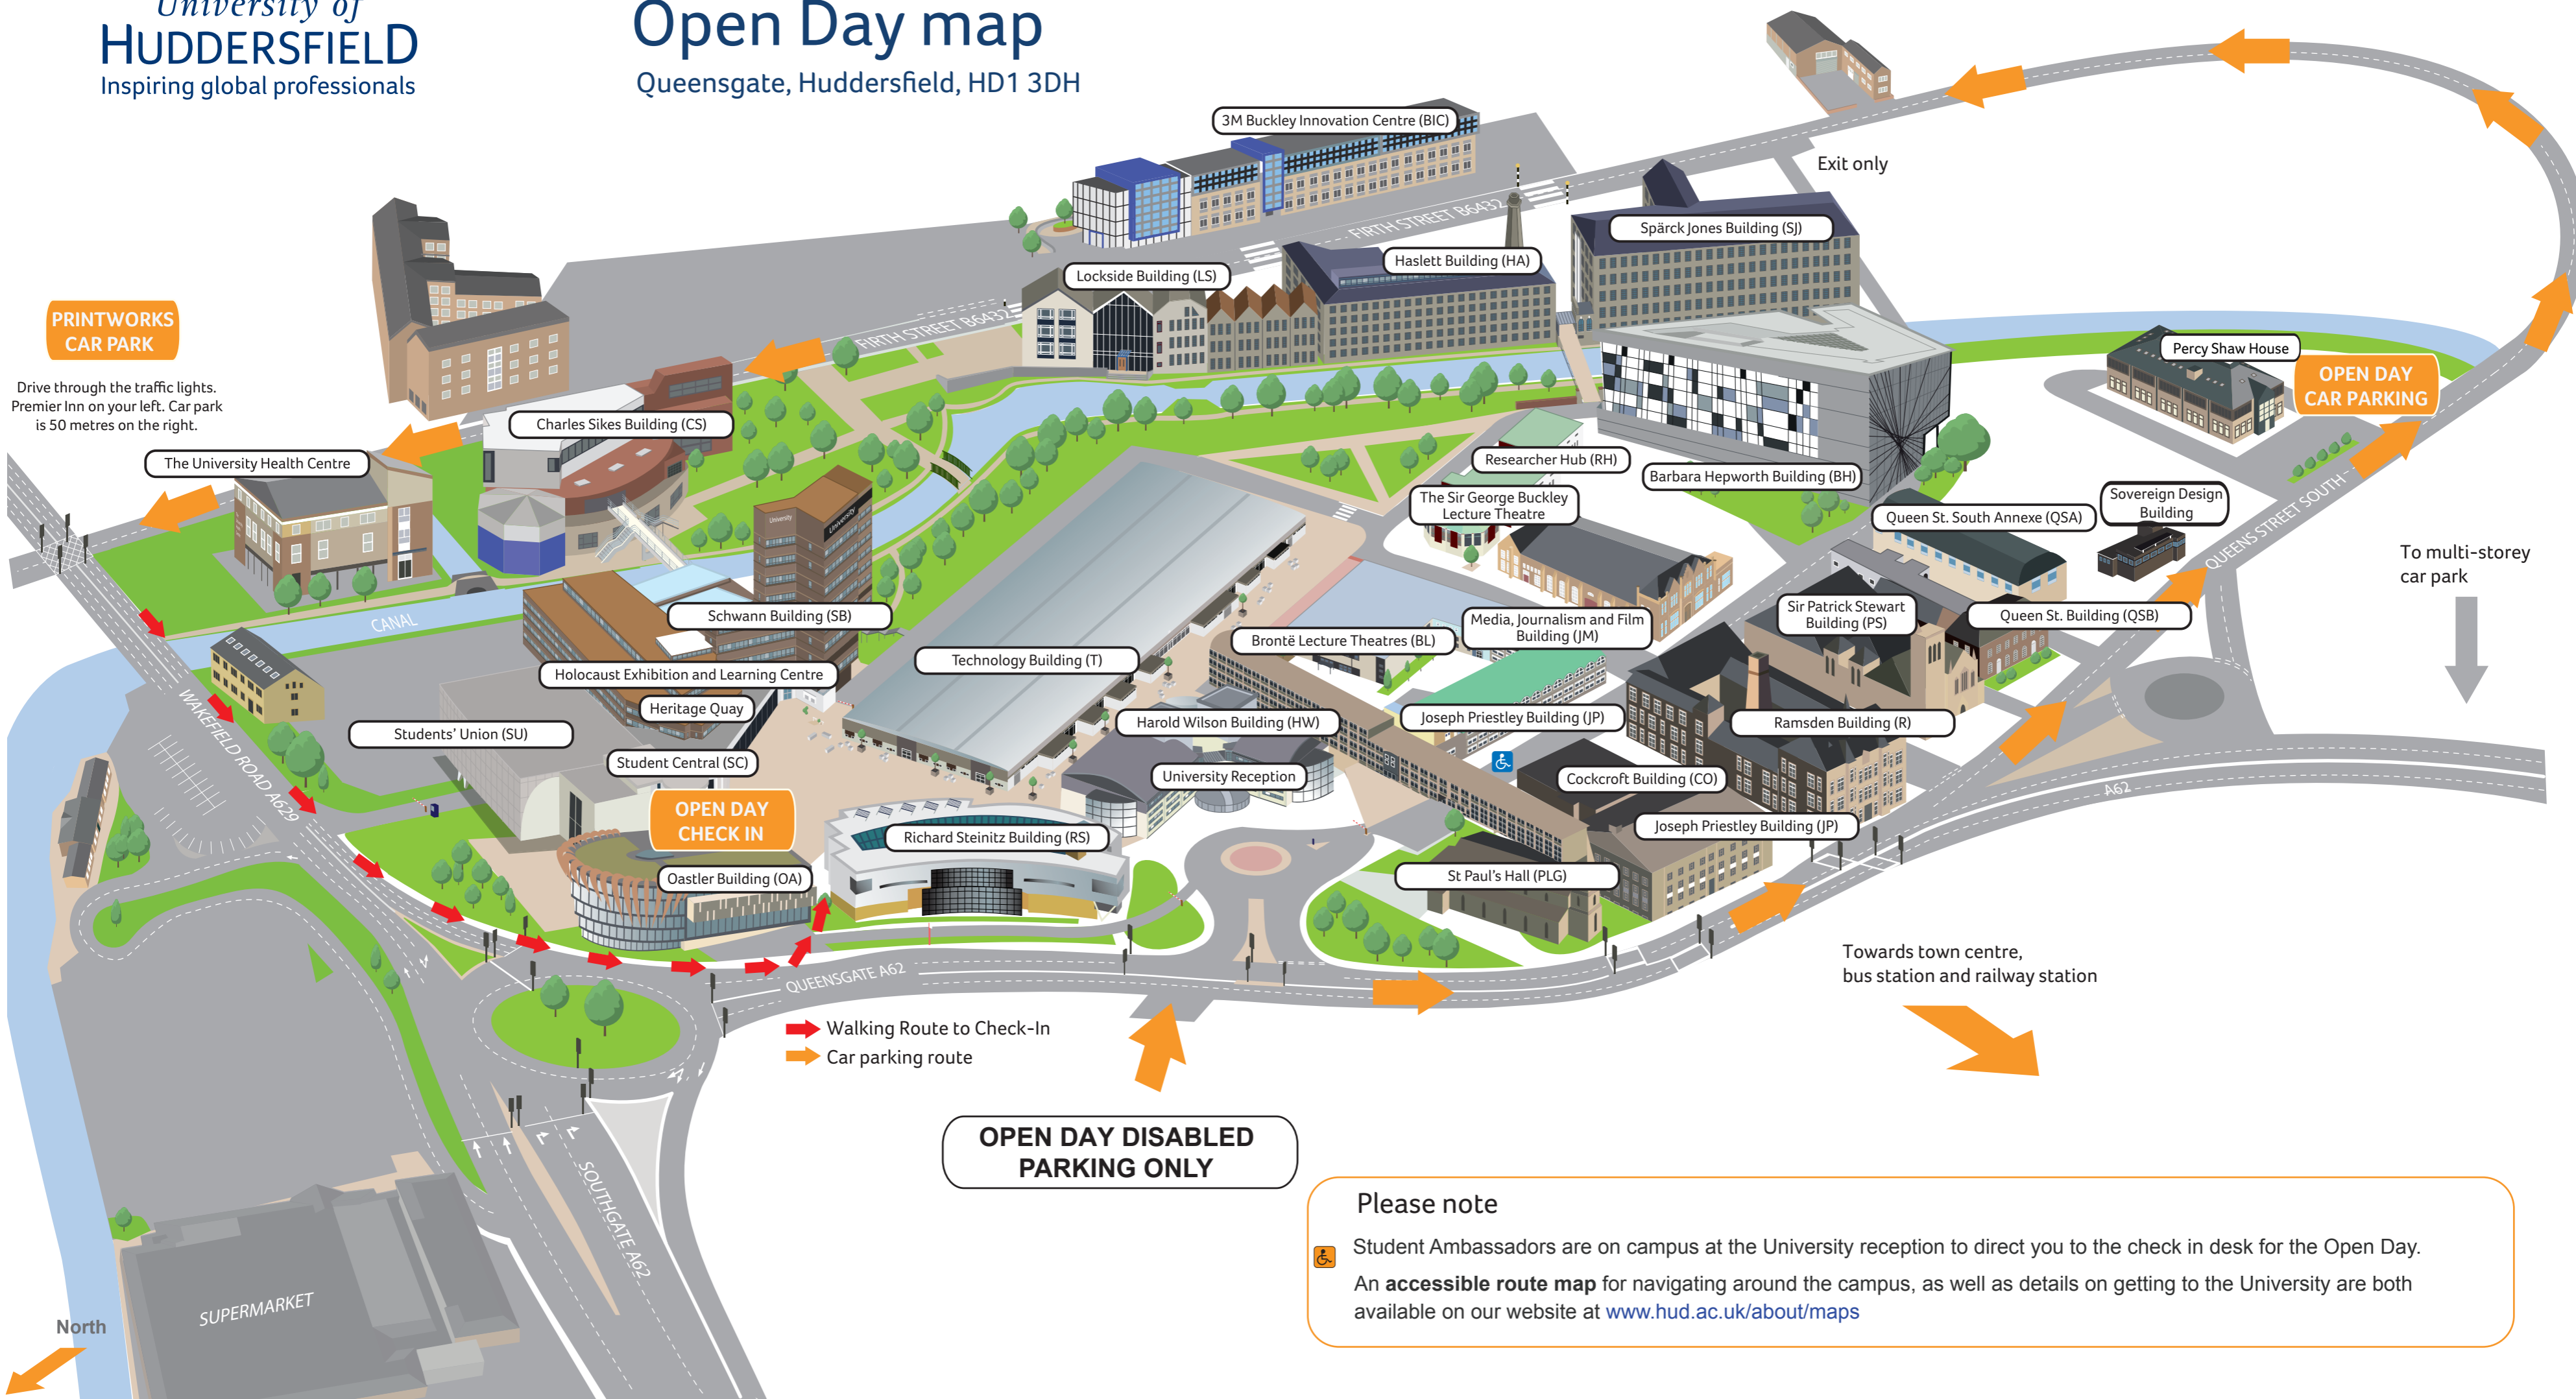 University of
HUDDERSFIELD
Inspiring global professionals
Open Day map
Queensgate, Huddersfield, HD1 3DH
3M Buckley Innovation Centre (BIC)
Exit only
FIRTH STREET B6432
Spärck Jones Building (SJ)
Haslett Building (HA)
Lockside Building (LS)
FIRTH STREET B6432
PRINTWORKS
CAR PARK
Drive through the traffic lights.
Premier Inn on your left. Car park
is 50 metres on the right.
Percy Shaw House
OPEN DAY
CAR PARKING
Charles Sikes Building (CS)
The University Health Centre
Researcher Hub (RH)
Barbara Hepworth Building (BH)
The Sir George Buckley
Lecture Theatre
Sovereign Design
Building
Queen St. South Annexe (QSA)
QUEENS STREET SOUTH
To multi-storey
car park
University
University
CANAL
Schwann Building (SB)
Sir Patrick Stewart
Building (PS)
Queen St. Building (QSB)
Media, Journalism and Film
Building (JM)
Brontë Lecture Theatres (BL)
Technology Building (T)
Holocaust Exhibition and Learning Centre
Heritage Quay
Harold Wilson Building (HW)
Joseph Priestley Building (JP)
Ramsden Building (R)
Students' Union (SU)
WAKEFIELD ROAD A629
Student Central (SC)
University Reception
Cockcroft Building (CO)
A62
OPEN DAY
CHECK IN
Richard Steinitz Building (RS)
Joseph Priestley Building (JP)
Oastler Building (OA)
St Paul's Hall (PLG)
QUEENSGATE A62
Towards town centre,
bus station and railway station
Walking Route to Check-In
Car parking route
OPEN DAY DISABLED
PARKING ONLY
SOUTHGATE A62
SUPERMARKET
North
Please note
Student Ambassadors are on campus at the University reception to direct you to the check in desk for the Open Day.
An accessible route map for navigating around the campus, as well as details on getting to the University are both
available on our website at www.hud.ac.uk/about/maps